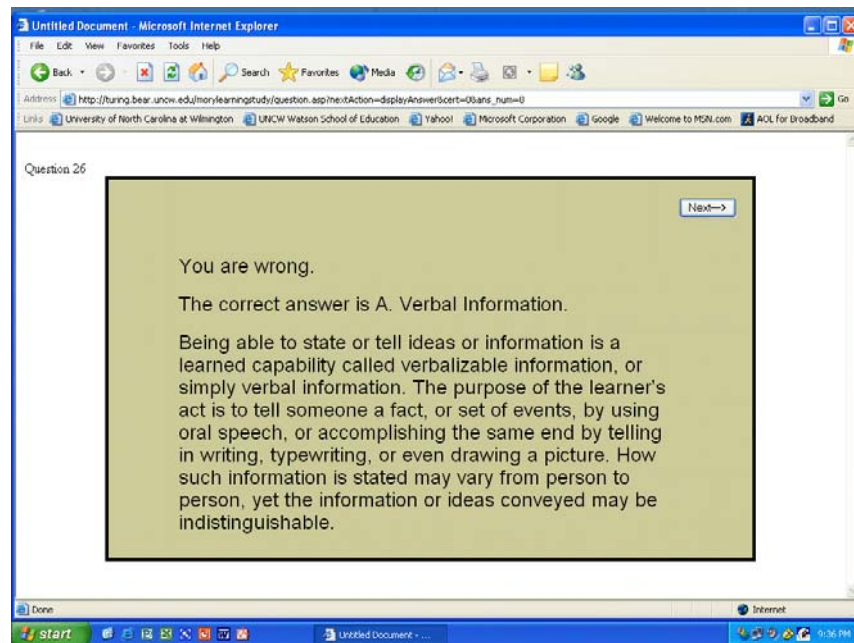 Untitled Document - Microsoft Internet Explorer
File Edit View Favorites Tools Help
Back Search Favorites Media
Address http://turing.bear.uncw.edu/morylearningstudy/question.asp?nextAction=displayAnswer&cert=0&ans_num=0 Go
Links University of North Carolina at Wilmington UNCW Watson School of Education Yahoo! Microsoft Corporation Google Welcome to MSN.com AOL for Broadband
Question 26
Next-->
You are wrong.
The correct answer is A. Verbal Information.
Being able to state or tell ideas or information is a
learned capability called verbalizable information, or
simply verbal information. The purpose of the learner's
act is to tell someone a fact, or set of events, by using
oral speech, or accomplishing the same end by telling
in writing, typewriting, or even drawing a picture. How
such information is stated may vary from person to
person, yet the information or ideas conveyed may be
indistinguishable.
Done Internet
start Untitled Document - ... 9:36 PM